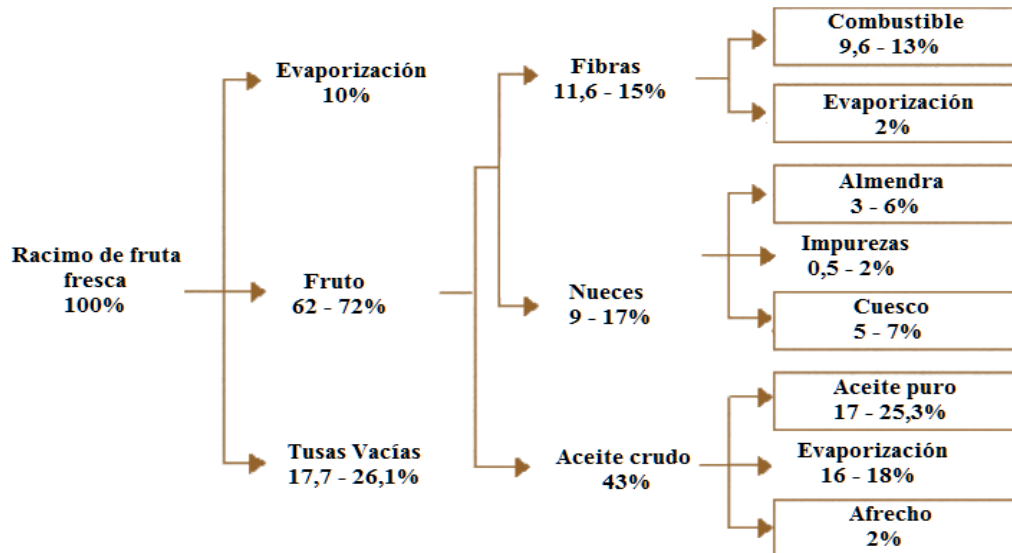 Racimo de fruta
fresca
100%
Evaporización
10%
Fruto
62 - 72%
Tusas Vacías
17,7 - 26,1%
Fibras
11,6 - 15%
Nueces
9 - 17%
Aceite crudo
43%
Combustible
9,6 - 13%
Evaporización
2%
Almendra
3 - 6%
Impurezas
0,5 - 2%
Cuesco
5 - 7%
Aceite puro
17 - 25,3%
Evaporización
16 - 18%
Afrecho
2%